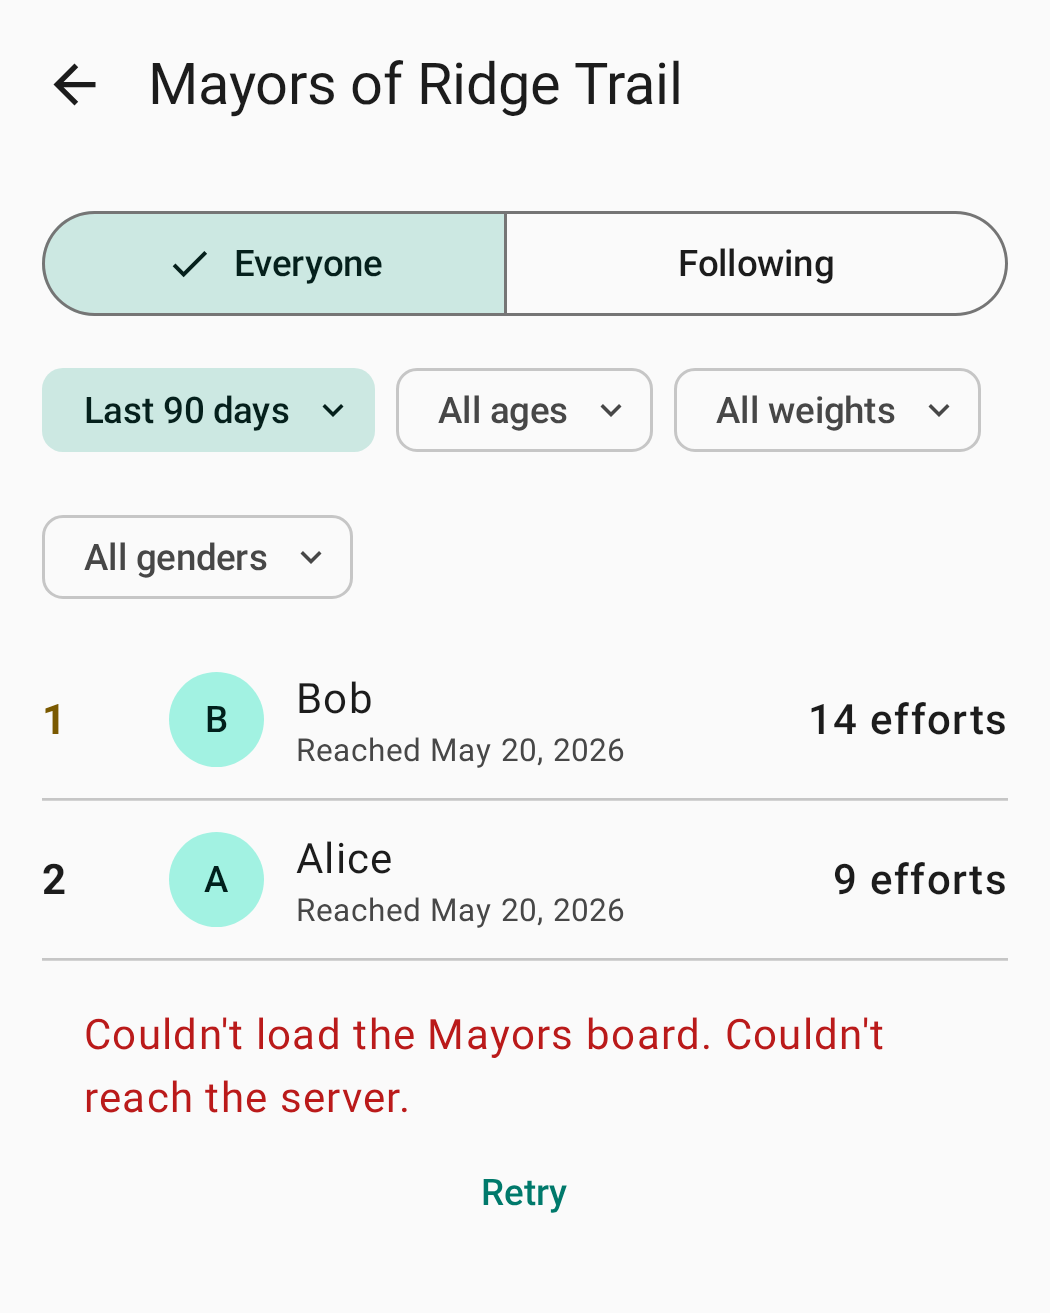 Mayors of Ridge Trail
Everyone
Following
Last 90 days
All ages
All weights
All genders
1
B
Bob
Reached May 20, 2026
14 efforts
2
A
Alice
Reached May 20, 2026
9 efforts
Couldn't load the Mayors board. Couldn't
reach the server.
Retry